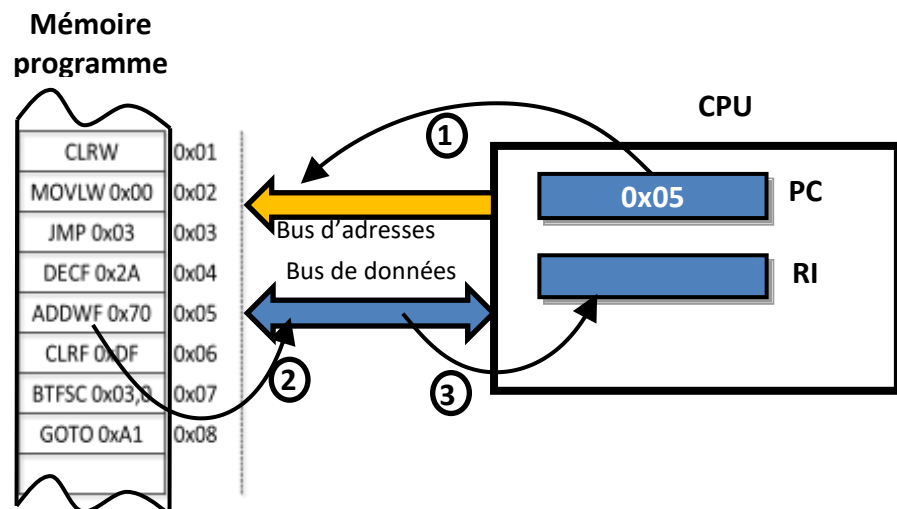 Mémoire
programme
CPU
1
CLRW 0x01
MOVLW 0x00 0x02
0x05 PC
JMP 0x03 0x03
Bus d'adresses
DECF 0x2A 0x04
Bus de données
RI
ADDWF 0x70 0x05
CLRF 0xDF 0x06
2
3
BTFSC 0x03,0 0x07
GOTO 0xA1 0x08